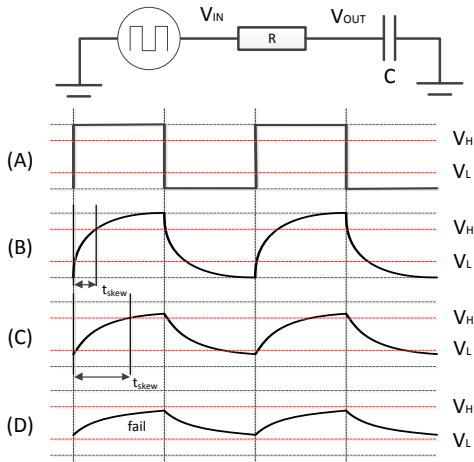 VIN
R
VOUT
C
(A)
VH
VL
(B)
VH
VL
tskew
(C)
VH
VL
tskew
(D)
fail
VH
VL